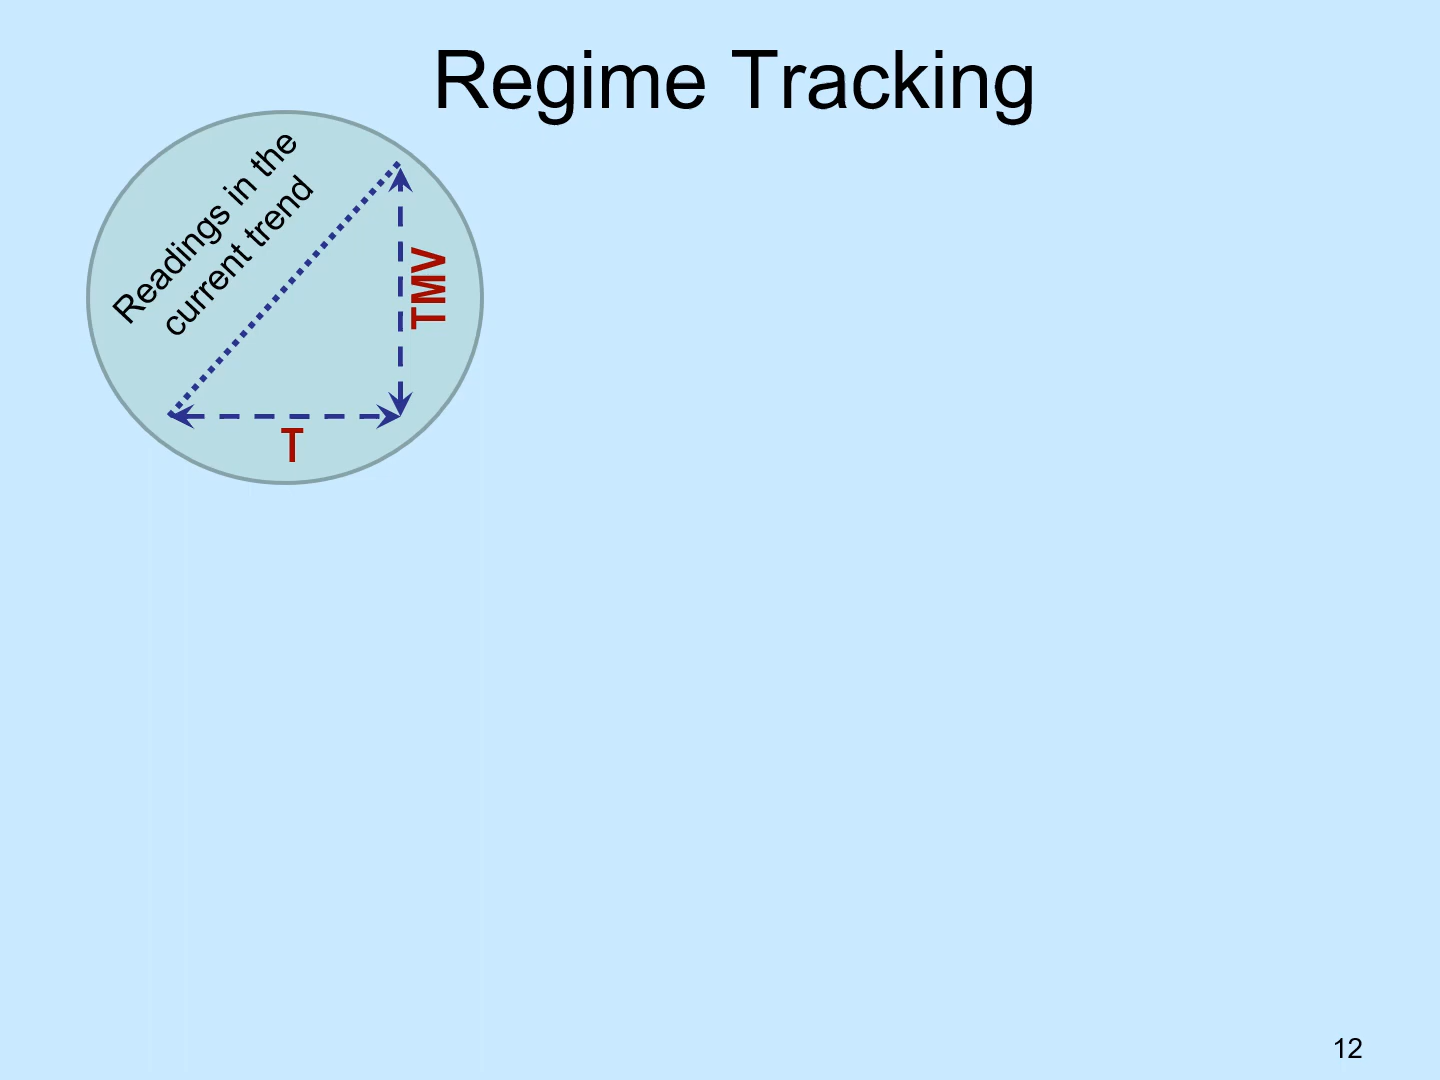 Regime Tracking
Readings in the
current trend
TMV
T
12